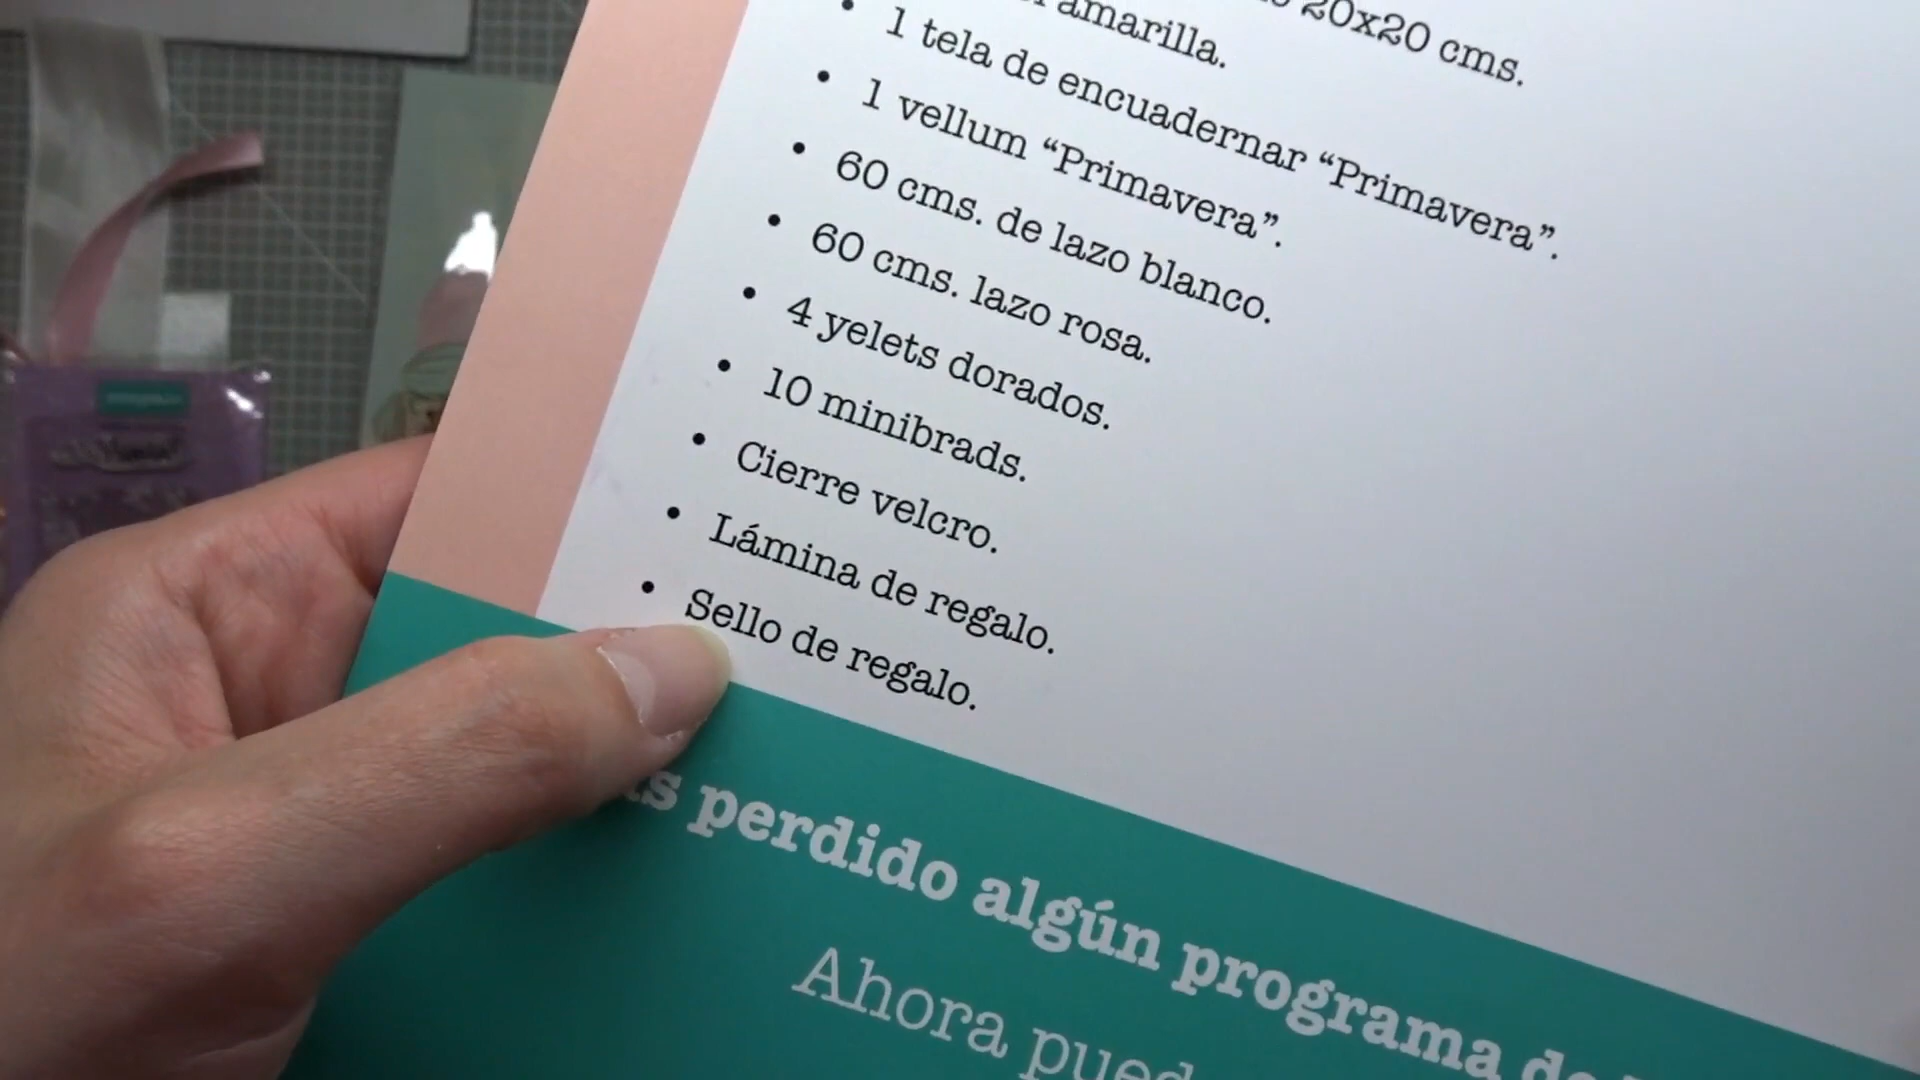 20x20 cms.
amarilla.
1 tela de encuadernar “Primavera”.
1 vellum “Primavera”.
60 cms. de lazo blanco.
60 cms. lazo rosa.
4 yelets dorados.
10 minibrads.
Cierre velcro.
Lámina de regalo.
Sello de regalo.
perdido algún programa
Ahora